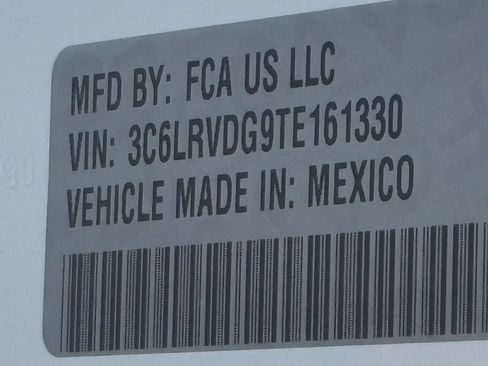 MFD BY: FCA US LLC
VIN: 3C6LRVDG9TE161330
VEHICLE MADE IN: MEXICO